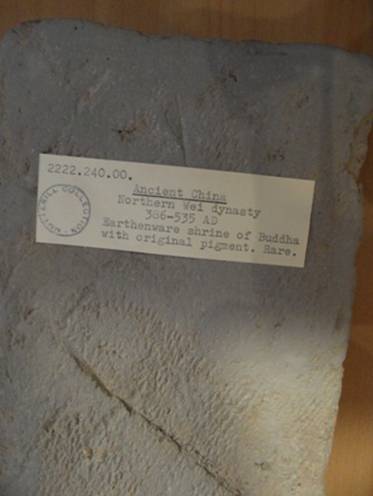 2222.240.00.
Ancient China
Northern Wei dynasty
386-535 AD
Earthenware shrine of Buddha
with original pigment. Rare.
COLLECTION